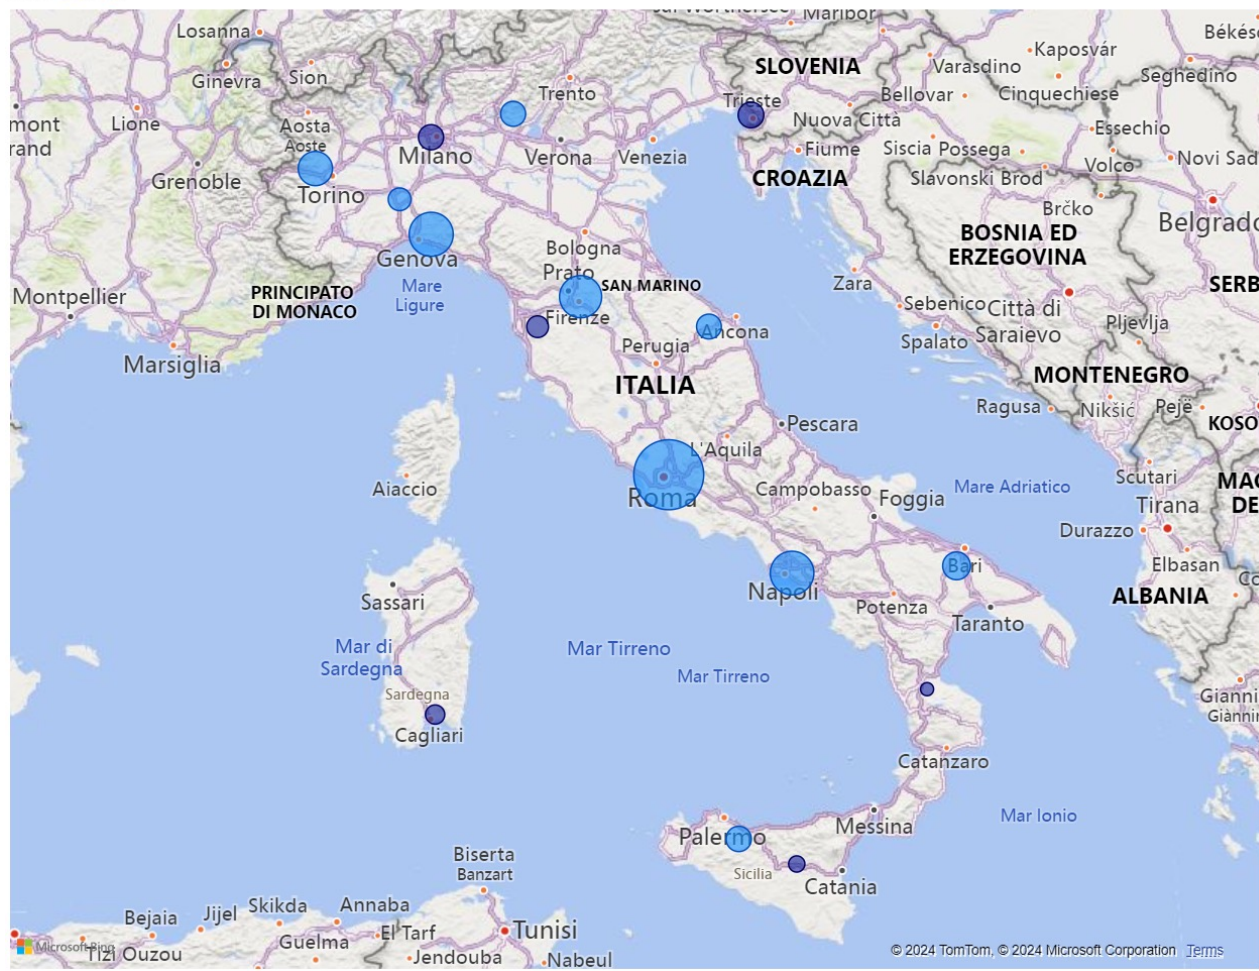 Losanna
Maribor
Kaposvár
SLOVENIA
Varasdino
Ginevra
Sion
Seghedino
Trento
Bellovar
Cinquechiese
Trieste
Lione
Aosta
Aoste
Nuova Città
Essechio
Milano
Verona
Venezia
Fiume
Siscia
Possega
Volco
Novi Sad
Grenoble
CROAZIA
Slavonski Brod
Torino
Brčko
Belgrado
BOSNIA ED
ERZEGOVINA
Bologna
Genova
Prato
SAN MARINO
Zara
Mare
Ligure
PRINCIPATO
DI MONACO
Montpellier
Sebenico
Città di
Saraievo
Firenze
Ancona
Pljevlja
Spalato
Perugia
Marsiglia
ITALIA
MONTENEGRO
Ragusa
Nikšić
Pejë
Pescara
L'Aquila
Aiaccio
Campobasso
Foggia
Mare Adriatico
Scutari
Roma
Tirana
Durazzo
Bari
Elbasan
Napoli
ALBANIA
Sassari
Potenza
Taranto
Mar di
Sardegna
Mar Tirreno
Mar Tirreno
Sardegna
Cagliari
Catanzaro
Messina
Mar Ionio
Palermo
Sicilia
Catania
Biserta
Banzart
Annaba
Skikda
Jijel
Bejaia
Tunisi
El Tarf
Guelma
Microsoft Bing
Tizi Ouzou
Jendouba
Nabeul
© 2024 TomTom, © 2024 Microsoft Corporation Terms